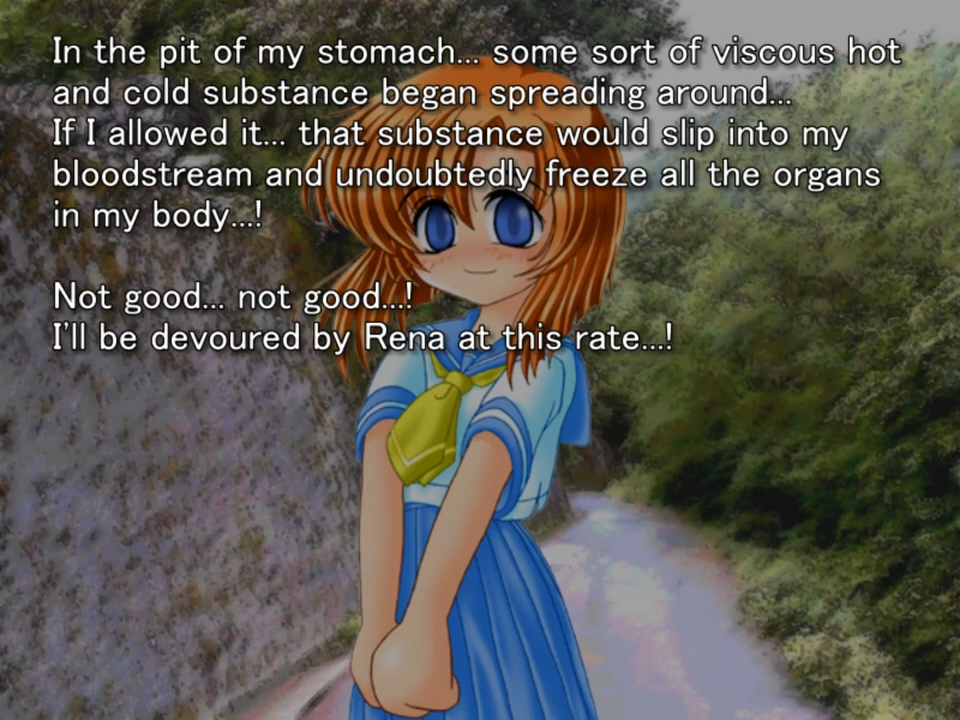 In the pit of my stomach... some sort of viscous hot
and cold substance began spreading around...
If I allowed it... that substance would slip into my
bloodstream and undoubtedly freeze all the organs
in my body...!
Not good... not good...!
I'll be devoured by Rena at this rate...!